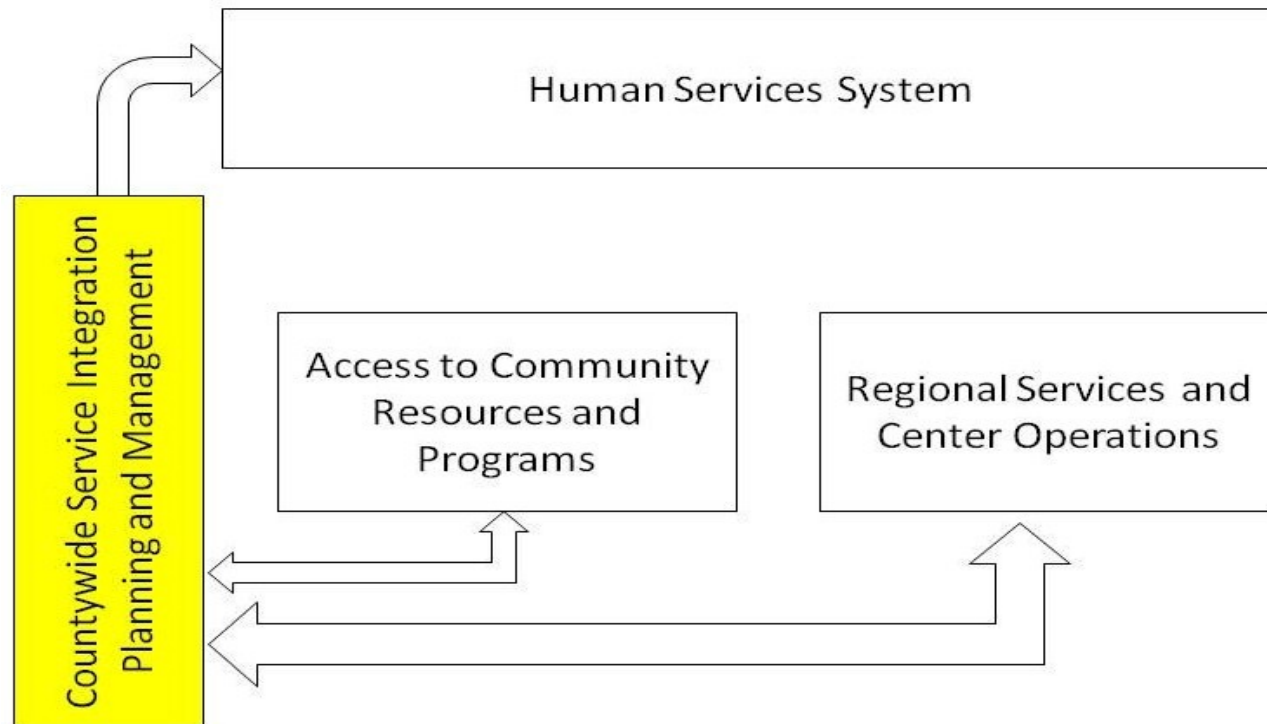 Human Services System
Countywide Service Integration
Planning and Management
Access to Community
Resources and
Programs
Regional Services and
Center Operations